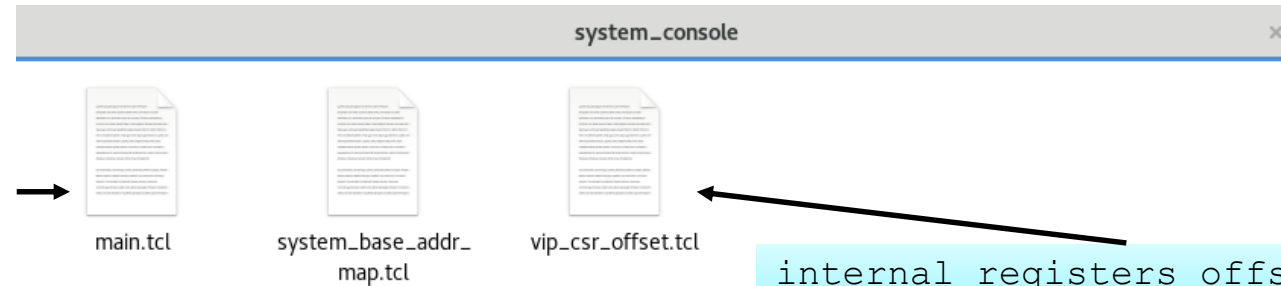 system_console
main.tcl
system_base_addr_
map.tcl
vip_csr_offset.tcl
internal registers offs